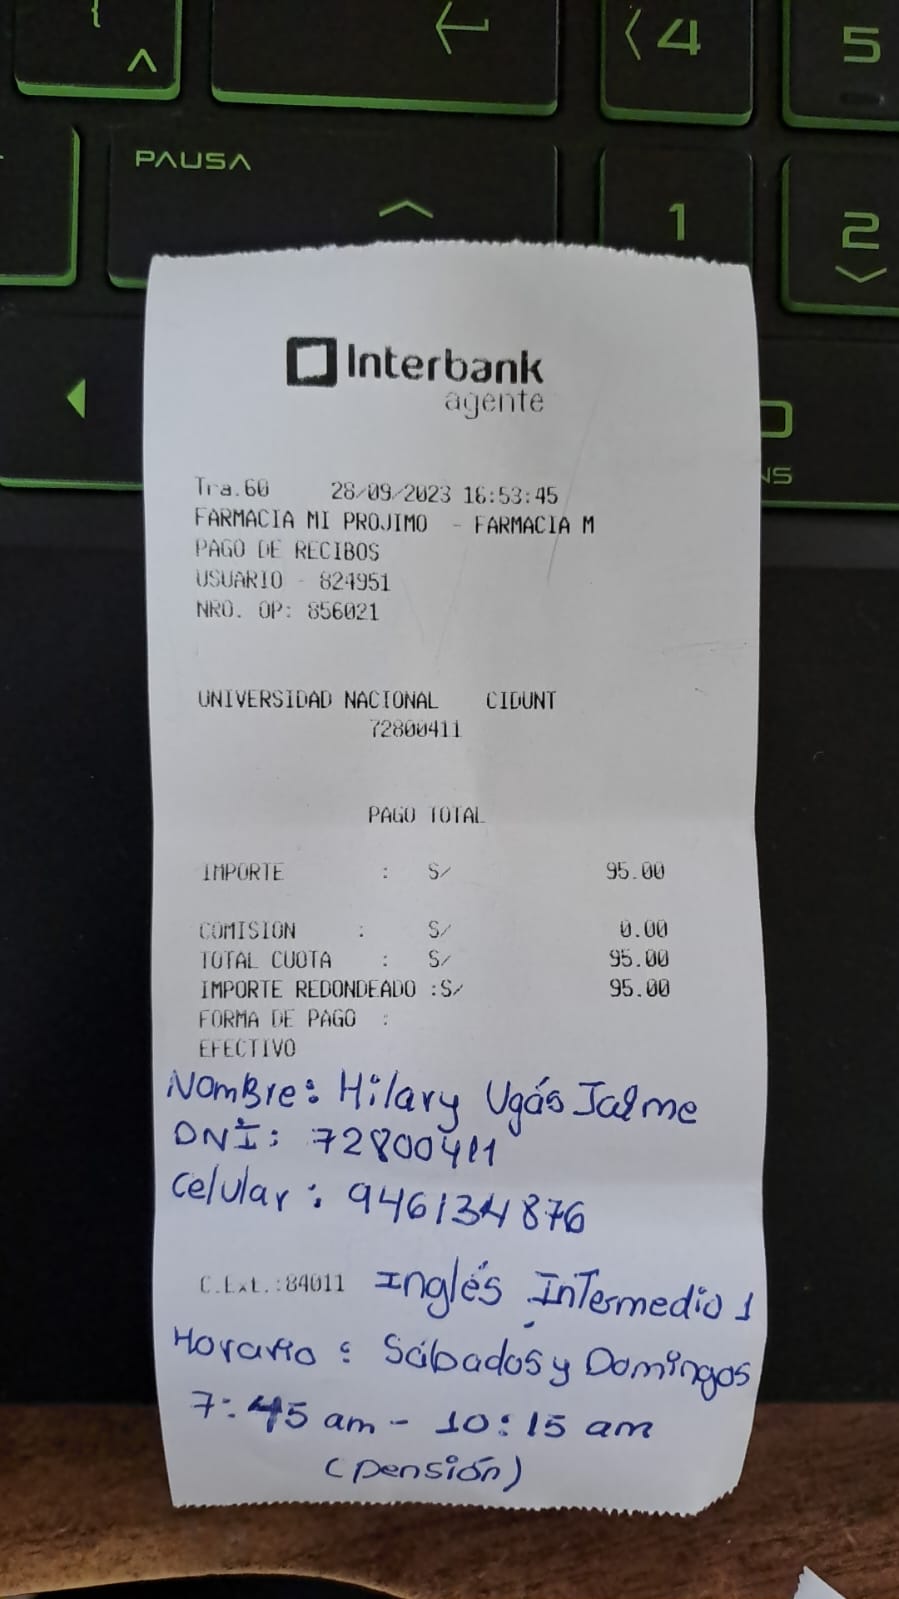 PAUSA
4
5
1
2
NS
Interbank
agente
Tra.60 28/09/2023 16:53:45
FARMACIA MI PROJIMO - FARMACIA M
PAGO DE RECIBOS
USUARIO - 824951
NRO. OP: 856021
UNIVERSIDAD NACIONAL CIDUNT
72800411
PAGO TOTAL
IMPORTE : S/ 95.00
COMISION : S/ 0.00
TOTAL CUOTA : S/ 95.00
IMPORTE REDONDEADO :S/ 95.00
FORMA DE PAGO :
EFECTIVO
Nombre: Hilary Ugás Jalme
DNI: 72800411
Celular: 946134876
C.Ext.:84011 Inglés Intermedio 1
Horario: Sábados y Domingos
7:45 am - 10:15 am
(pensión)